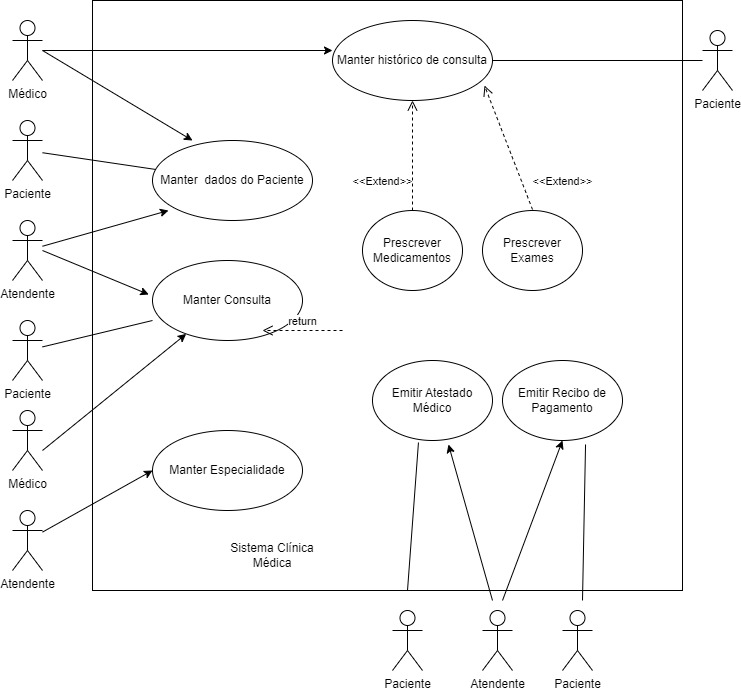 Médico
Manter histórico de consulta
Paciente
Paciente
Manter dados do Paciente
<<Extend>>
<<Extend>>
Atendente
Prescrever
Medicamentos
Prescrever
Exames
Manter Consulta
return
Paciente
Emitir Atestado
Médico
Emitir Recibo de
Pagamento
Médico
Manter Especialidade
Atendente
Sistema Clínica
Médica
Paciente
Atendente
Paciente